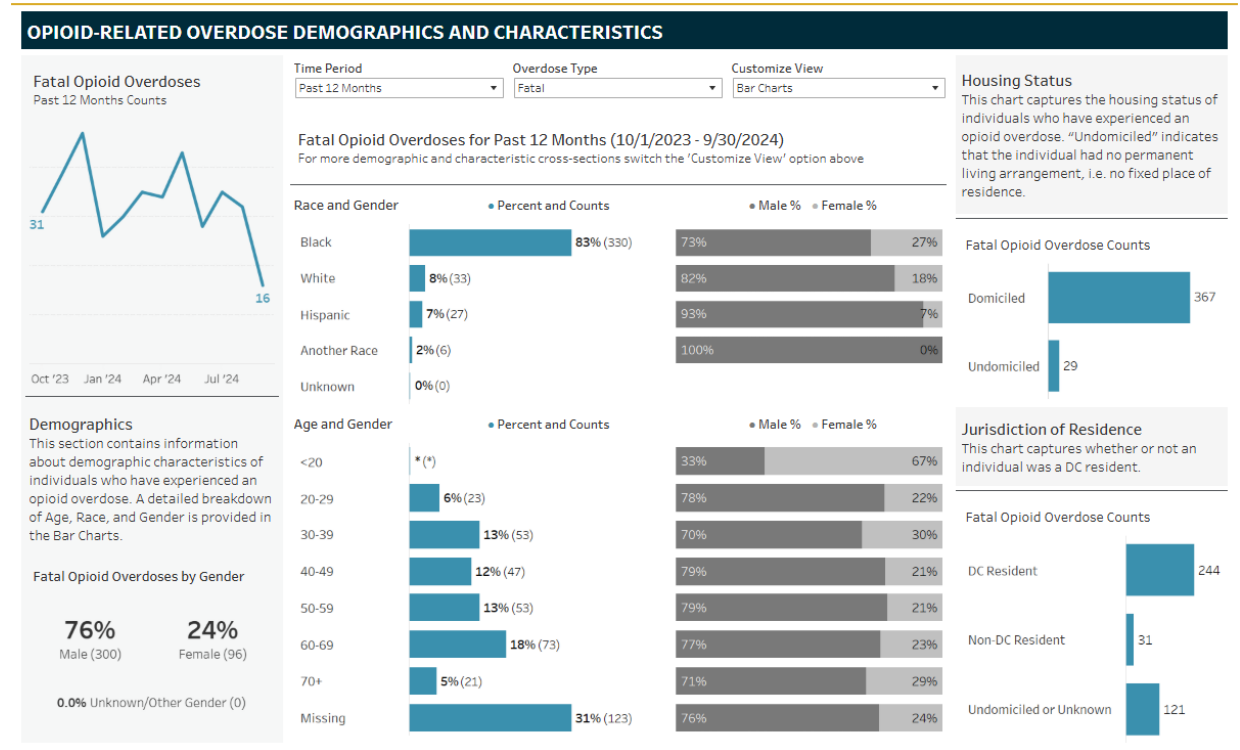 OPIOID-RELATED OVERDOSE DEMOGRAPHICS AND CHARACTERISTICS
Fatal Opioid Overdoses
Past 12 Months Counts
31
16
Oct '23 Jan '24 Apr '24 Jul '24
Demographics
This section contains information
about demographic characteristics of
individuals who have experienced an
opioid overdose. A detailed breakdown
of Age, Race, and Gender is provided in
the Bar Charts.
Fatal Opioid Overdoses by Gender
76% 24%
Male (300) Female (96)
0.0% Unknown/Other Gender (0)
Time Period Overdose Type Customize View
Past 12 Months Fatal Bar Charts
Fatal Opioid Overdoses for Past 12 Months (10/1/2023 - 9/30/2024)
For more demographic and characteristic cross-sections switch the 'Customize View' option above
Race and Gender • Percent and Counts • Male % • Female %
Black 83% (330) 73% 27%
White 8% (33) 82% 18%
Hispanic 7% (27) 93% 7%
Another Race 2% (6) 100% 0%
Unknown 0% (0)
Age and Gender • Percent and Counts • Male % • Female %
<20 * (*) 33% 67%
20-29 6% (23) 78% 22%
30-39 13% (53) 70% 30%
40-49 12% (47) 79% 21%
50-59 13% (53) 79% 21%
60-69 18% (73) 77% 23%
70+ 5% (21) 71% 29%
Missing 31% (123) 76% 24%
Housing Status
This chart captures the housing status of
individuals who have experienced an
opioid overdose. "Undomiciled" indicates
that the individual had no permanent
living arrangement, i.e. no fixed place of
residence.
Fatal Opioid Overdose Counts
Domiciled 367
Undomiciled 29
Jurisdiction of Residence
This chart captures whether or not an
individual was a DC resident.
Fatal Opioid Overdose Counts
DC Resident 244
Non-DC Resident 31
Undomiciled or Unknown 121